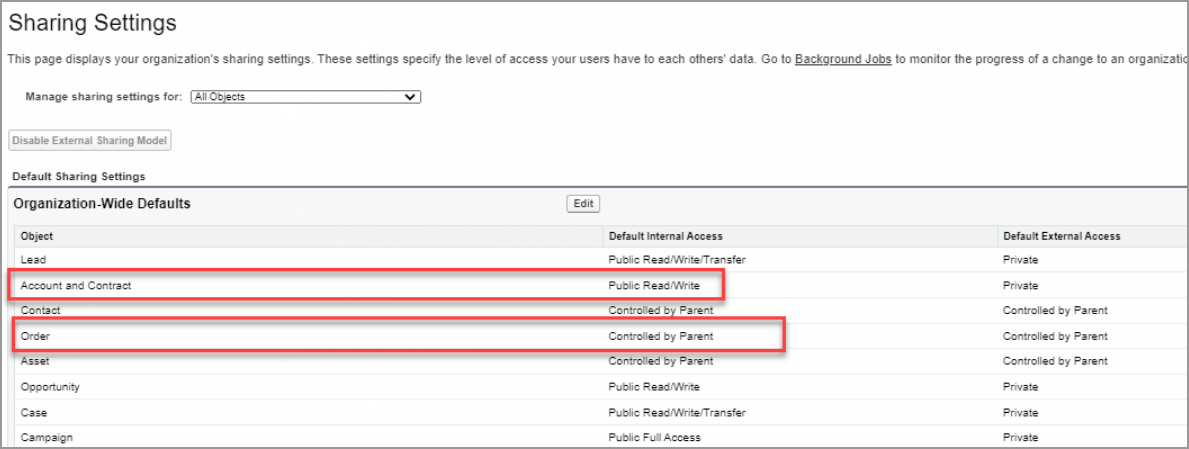 Sharing Settings
This page displays your organization's sharing settings. These settings specify the level of access your users have to each others' data. Go to Background Jobs to monitor the progress of a change to an organizatio
Manage sharing settings for: All Objects
Disable External Sharing Model
Default Sharing Settings
Organization-Wide Defaults Edit
Object Default Internal Access Default External Access
Lead Public Read/Write/Transfer Private
Account and Contract Public Read/Write Private
Contact Controlled by Parent Controlled by Parent
Order Controlled by Parent Controlled by Parent
Asset Controlled by Parent Controlled by Parent
Opportunity Public Read/Write Private
Case Public Read/Write/Transfer Private
Campaign Public Full Access Private